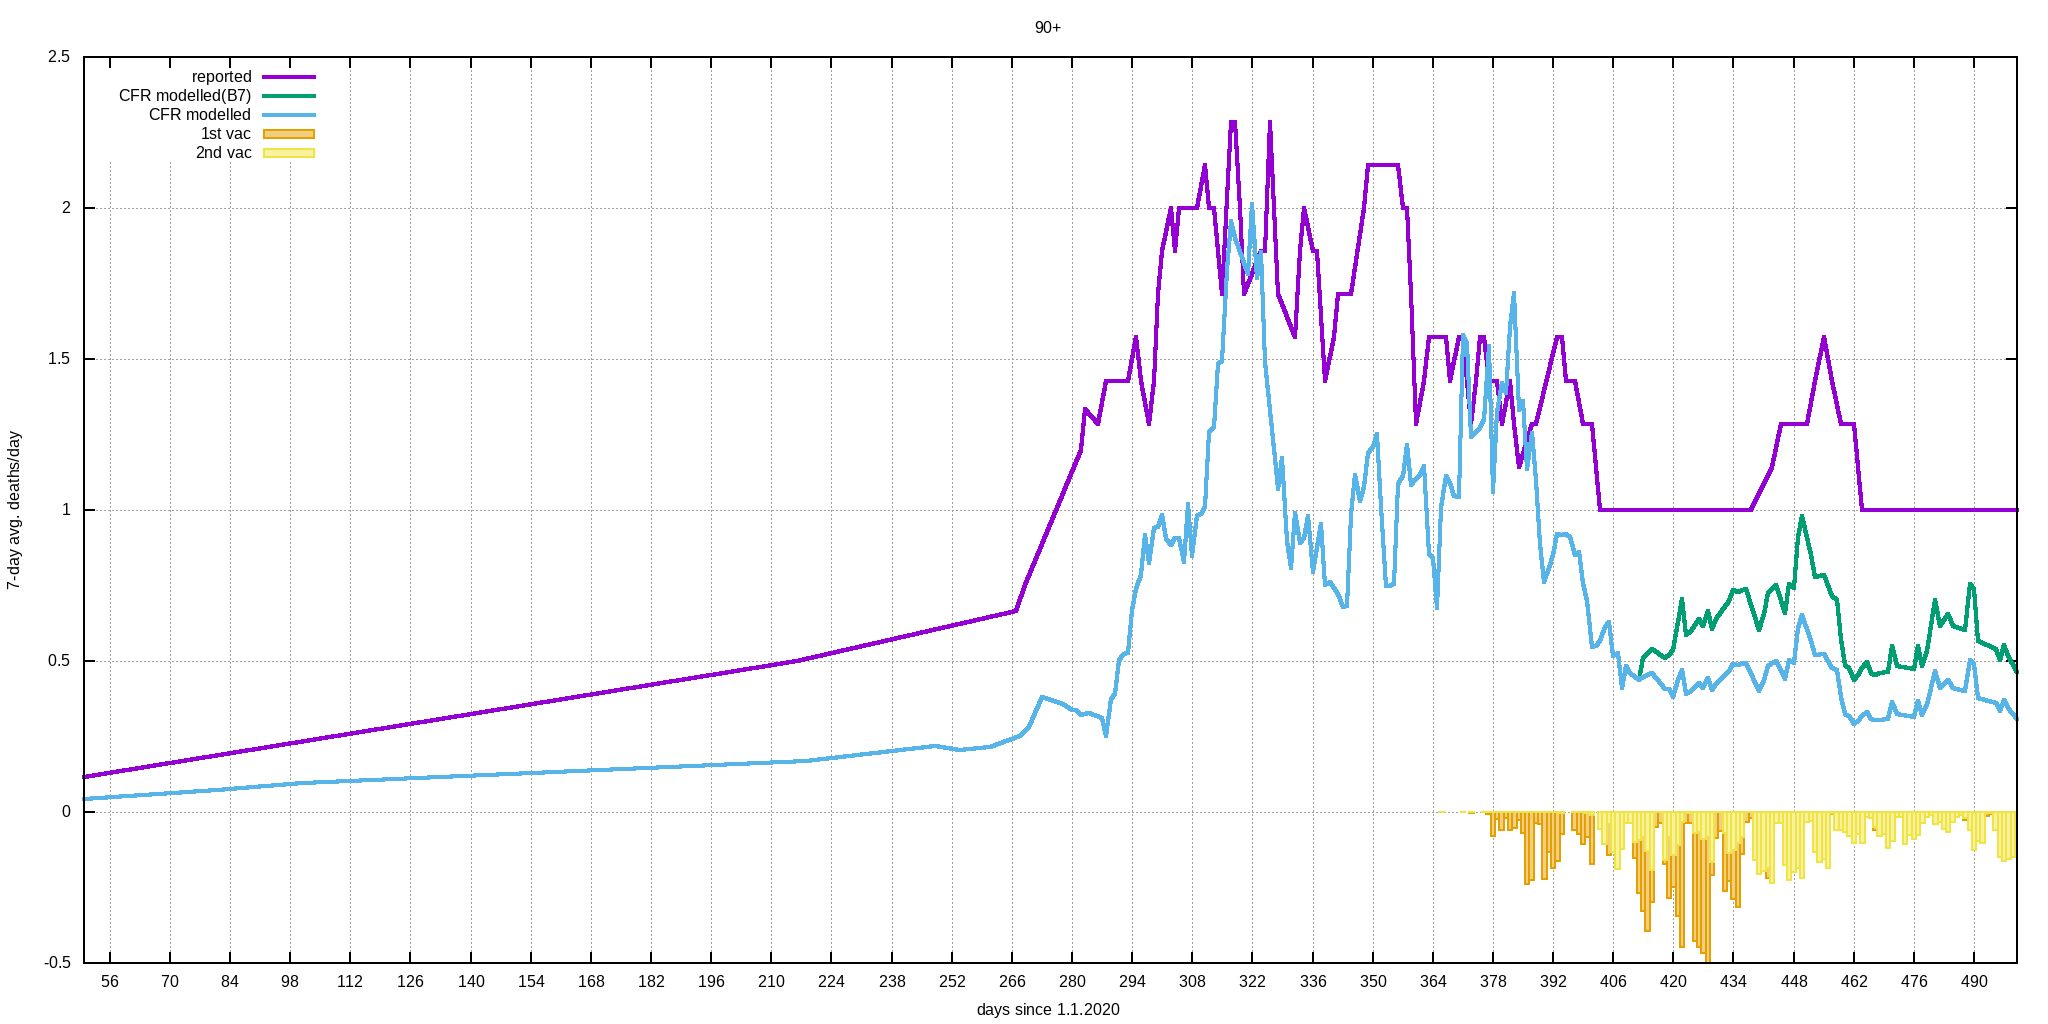 90+
2.5
2
1.5
1
0.5
0
-0.5
7-day avg. deaths/day
reported
CFR modelled(B7)
CFR modelled
1st vac
2nd vac
56 70 84 98 112 126 140 154 168 182 196 210 224 238 252 266 280 294 308 322 336 350 364 378 392 406 420 434 448 462 476 490
days since 1.1.2020